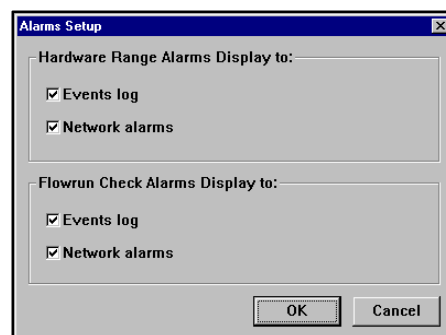 Alarms Setup
Hardware Range Alarms Display to:
Events log
Network alarms
Flowrun Check Alarms Display to:
Events log
Network alarms
OK Cancel